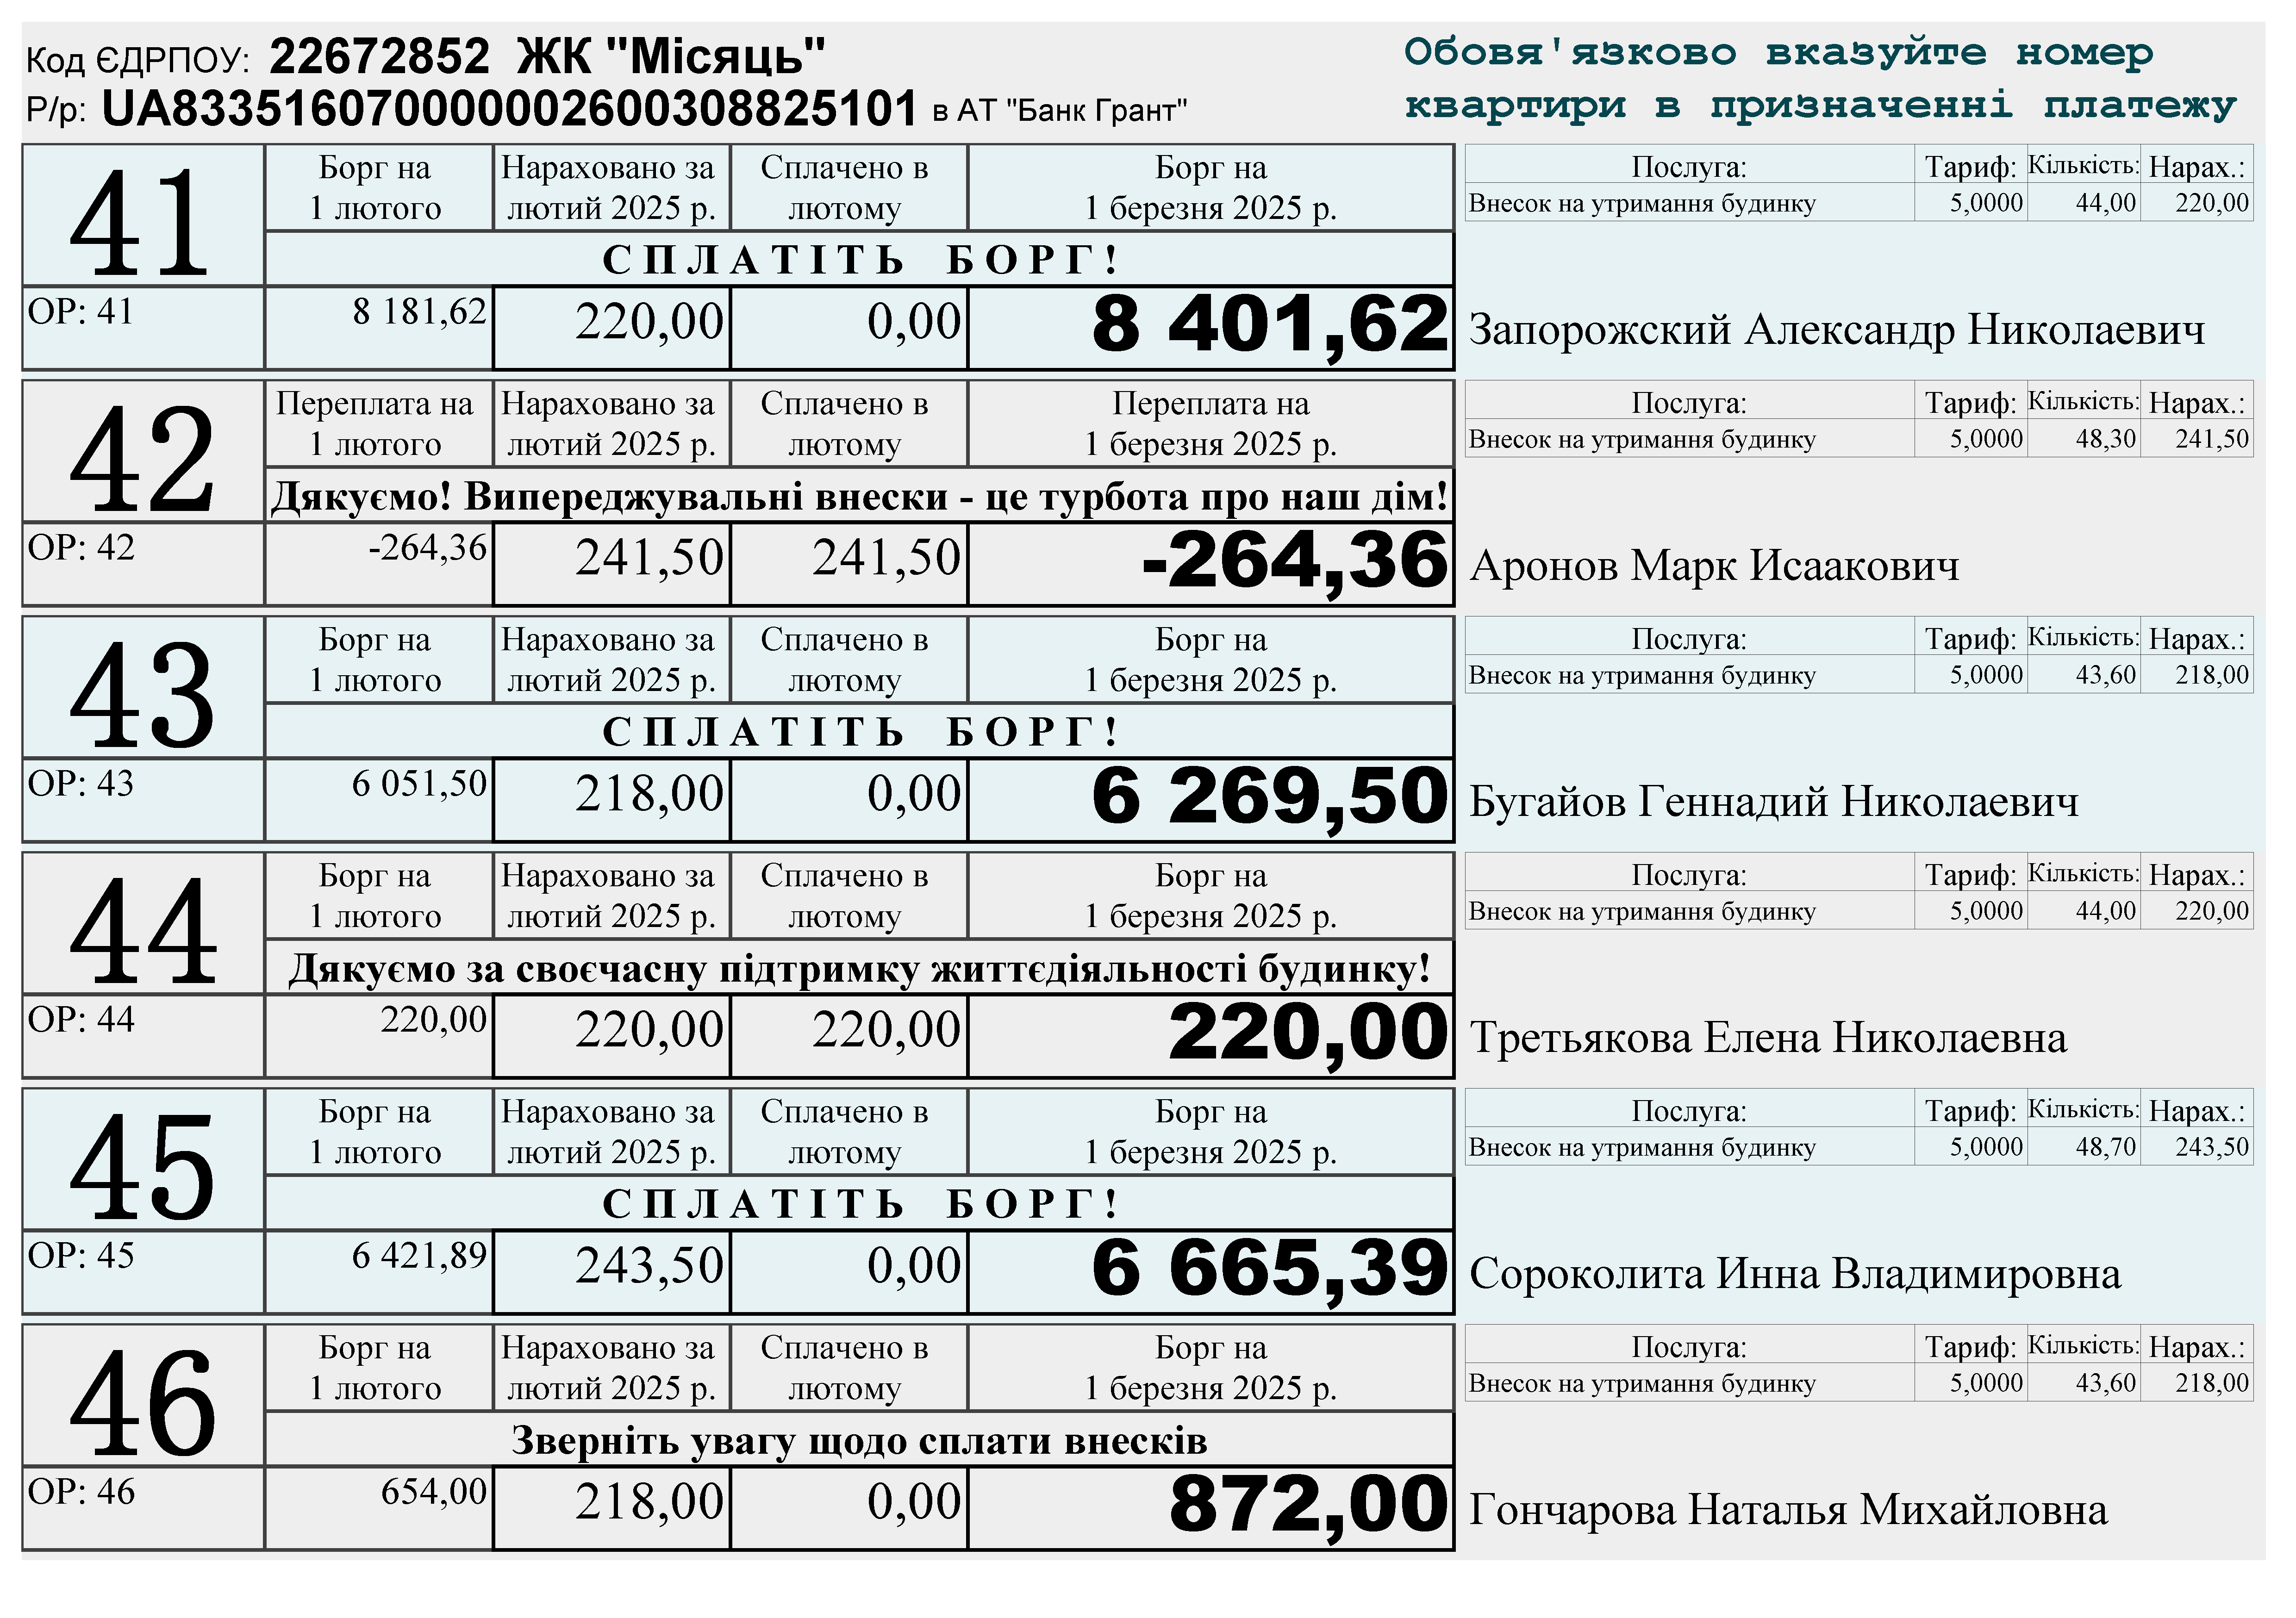 Код ЄДРПОУ: 22672852 ЖК "Місяць"
Р/р: UA833516070000002600308825101 в АТ "Банк Грант"
Обовя'язково вказуйте номер
квартири в призначенні платежу
41
Борг на
1 лютого
Нараховано за
лютий 2025 р.
Сплачено в
лютому
Борг на
1 березня 2025 р.
СПЛАТІТЬ БОРГ!
ОР: 41 8 181,62 220,00 0,00 8 401,62
Послуга: Тариф: Кількість: Нарах.:
Внесок на утримання будинку 5,0000 44,00 220,00
Запорожский Александр Николаевич
42
Переплата на
1 лютого
Нараховано за
лютий 2025 р.
Сплачено в
лютому
Переплата на
1 березня 2025 р.
Дякуємо! Випереджувальні внески - це турбота про наш дім!
ОР: 42 -264,36 241,50 241,50 -264,36
Послуга: Тариф: Кількість: Нарах.:
Внесок на утримання будинку 5,0000 48,30 241,50
Аронов Марк Исаакович
43
Борг на
1 лютого
Нараховано за
лютий 2025 р.
Сплачено в
лютому
Борг на
1 березня 2025 р.
СПЛАТІТЬ БОРГ!
ОР: 43 6 051,50 218,00 0,00 6 269,50
Послуга: Тариф: Кількість: Нарах.:
Внесок на утримання будинку 5,0000 43,60 218,00
Бугайов Геннадий Николаевич
44
Борг на
1 лютого
Нараховано за
лютий 2025 р.
Сплачено в
лютому
Борг на
1 березня 2025 р.
Дякуємо за своєчасну підтримку життєдіяльності будинку!
ОР: 44 220,00 220,00 220,00 220,00
Послуга: Тариф: Кількість: Нарах.:
Внесок на утримання будинку 5,0000 44,00 220,00
Третьякова Елена Николаевна
45
Борг на
1 лютого
Нараховано за
лютий 2025 р.
Сплачено в
лютому
Борг на
1 березня 2025 р.
СПЛАТІТЬ БОРГ!
ОР: 45 6 421,89 243,50 0,00 6 665,39
Послуга: Тариф: Кількість: Нарах.:
Внесок на утримання будинку 5,0000 48,70 243,50
Сороколита Инна Владимировна
46
Борг на
1 лютого
Нараховано за
лютий 2025 р.
Сплачено в
лютому
Борг на
1 березня 2025 р.
Зверніть увагу щодо сплати внесків
ОР: 46 654,00 218,00 0,00 872,00
Послуга: Тариф: Кількість: Нарах.:
Внесок на утримання будинку 5,0000 43,60 218,00
Гончарова Наталья Михайловна